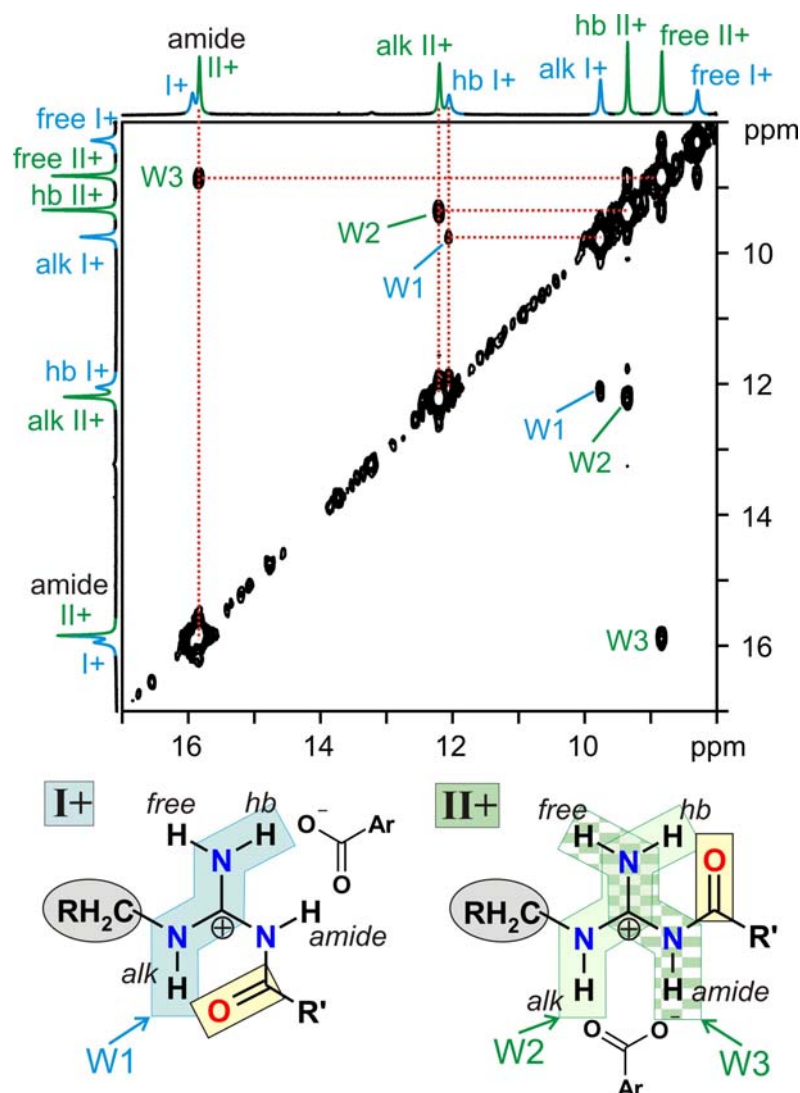 amide
I+ II+
alk II+
hb I+
alk I+
hb II+
free II+
free I+
free I+
free II+
hb II+
alk I+
hb I+
alk II+
amide
II+
I+
W3
W2
W1
W1
W2
W3
ppm
10
12
14
16
16 14 12 10 ppm
I+
free hb
H H O⁻ Ar
N O
RH₂C N ⊕ N H
H amide
alk
O R'
W1
II+
free hb
H H O
N
RH₂C N ⊕ N R'
H H
alk amide
O O⁻
W2 W3
Ar